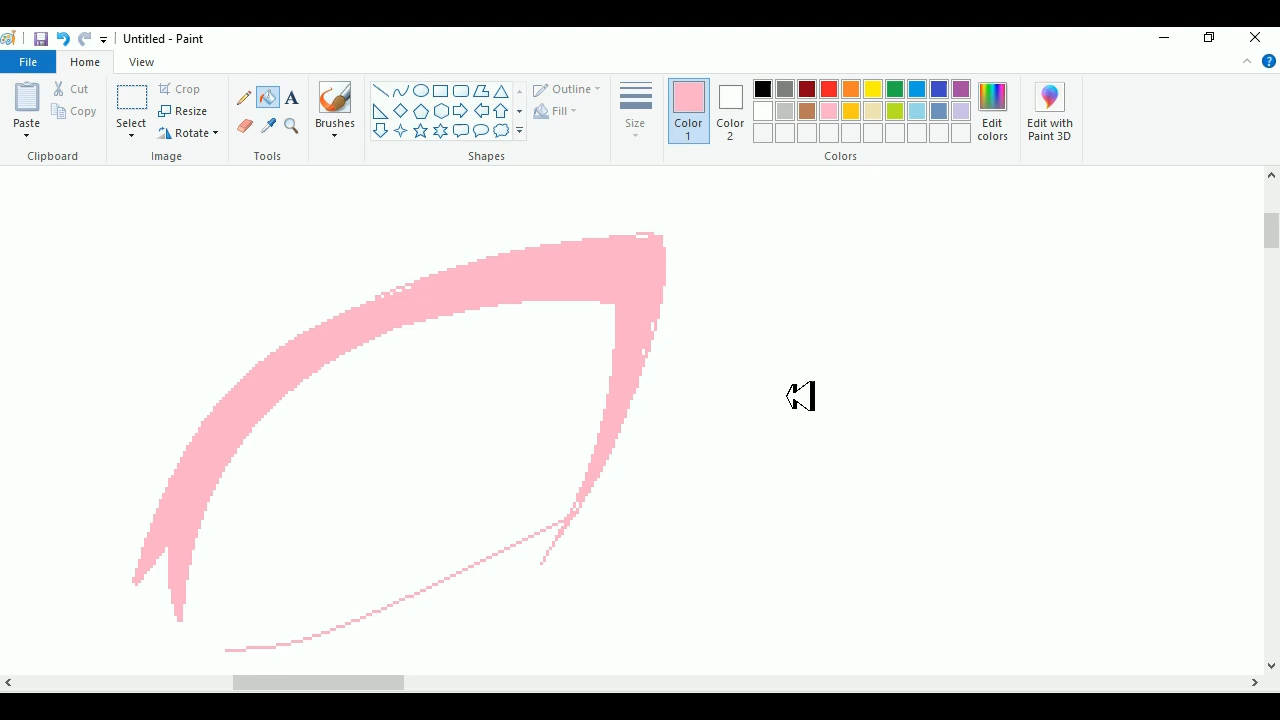 Untitled - Paint
File Home View
Paste Cut Copy
Clipboard
Select Crop Resize Rotate
Image
A
Tools
Brushes
Shapes
Outline Fill
Size
Color 1 Color 2
Edit colors
Colors
Edit with Paint 3D
?